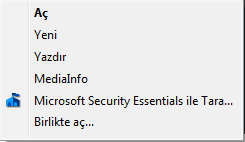 Aç
Yeni
Yazdır
MediaInfo
Microsoft Security Essentials ile Tara...
Birlikte aç...